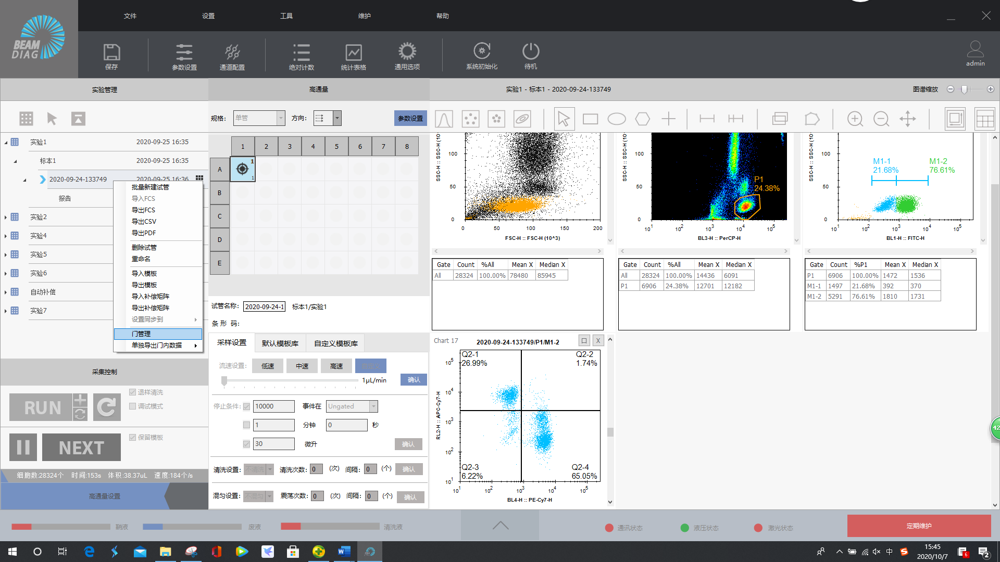 文件 设置 工具 维护 帮助
BEAM
DIAG
保存 参数设置 通道配置 绝对计数 统计表格 通用选项 系统初始化 待机 admin
实验管理 高通量 实验1 - 标本1 - 2020-09-24-133749 图谱缩放
规格: 单管 方向: 参数设置
实验1 2020-09-25 16:35
标本1 2020-09-25 16:35
2020-09-24-133749 2020-09-25 16:36
报告
实验2
实验4
实验5
实验6
自动补偿
实验7
批量新建试管
导入FCS
导出FCS
导出CSV
导出PDF
删除试管
重命名
导入模板
导出模板
导入补偿矩阵
导出补偿矩阵
设置同步到
门管理
单独导出门内数据
1 2 3 4 5 6 7 8
A 1 1
B
C
D
E
试管名称: 2020-09-24-1 标本1/实验1
条 形 码:
采样设置 默认模板库 自定义模板库
流速设置: 低速 中速 高速 自定义
1μL/min 确认
停止条件: 10000 事件在 Ungated
1 分钟 0 秒
30 微升 确认
清洗设置: 不清洗 清洗次数: 0 (次) 间隔: 0 (个) 确认
混匀设置: 不混匀 震荡次数: 0 (次) 间隔: 0 (个) 确认
采集控制
RUN 退样清洗
调试模式
NEXT 保留模板
细胞数:28324个 时间:153s 体积:38.37uL 速度:184个/s
高通量设置
SSC-H :: SSC-H (10^
100
50
0
0 50 100 150 200
FSC-H :: FSC-H (10^3)
SSC-H :: SSC-H (10^
100
50
0
P1
24.38%
10^1 10^2 10^3 10^4 10^5
BL3-H :: PerCP-H
SSC-H :: SSC-H (10^
100
50
0
M1-1
21.68%
M1-2
76.61%
10^1 10^2 10^3 10^4 10^5
BL1-H :: FITC-H
Gate Count %All Mean X Median X
All 28324 100.00% 78480 85945
Gate Count %All Mean X Median X
All 28324 100.00% 14436 6091
P1 6906 24.38% 12701 12182
Gate Count %P1 Mean X Median X
P1 6906 100.00% 1472 1536
M1-1 1497 21.68% 392 370
M1-2 5291 76.61% 1810 1731
Chart 17 2020-09-24-133749/P1/M1-2 X
Q2-1
26.99%
Q2-2
1.74%
Q2-3
6.22%
Q2-4
65.05%
RL2-H :: APC-Cy7-H
10^5
10^4
10^3
10^2
10^1
10^1 10^2 10^3 10^4 10^5
BL4-H :: PE-Cy7-H
42
鞘液 废液 清洗液 通讯状态 液压状态 激光状态 定期维护
中
15:45
2020/10/7
6
2